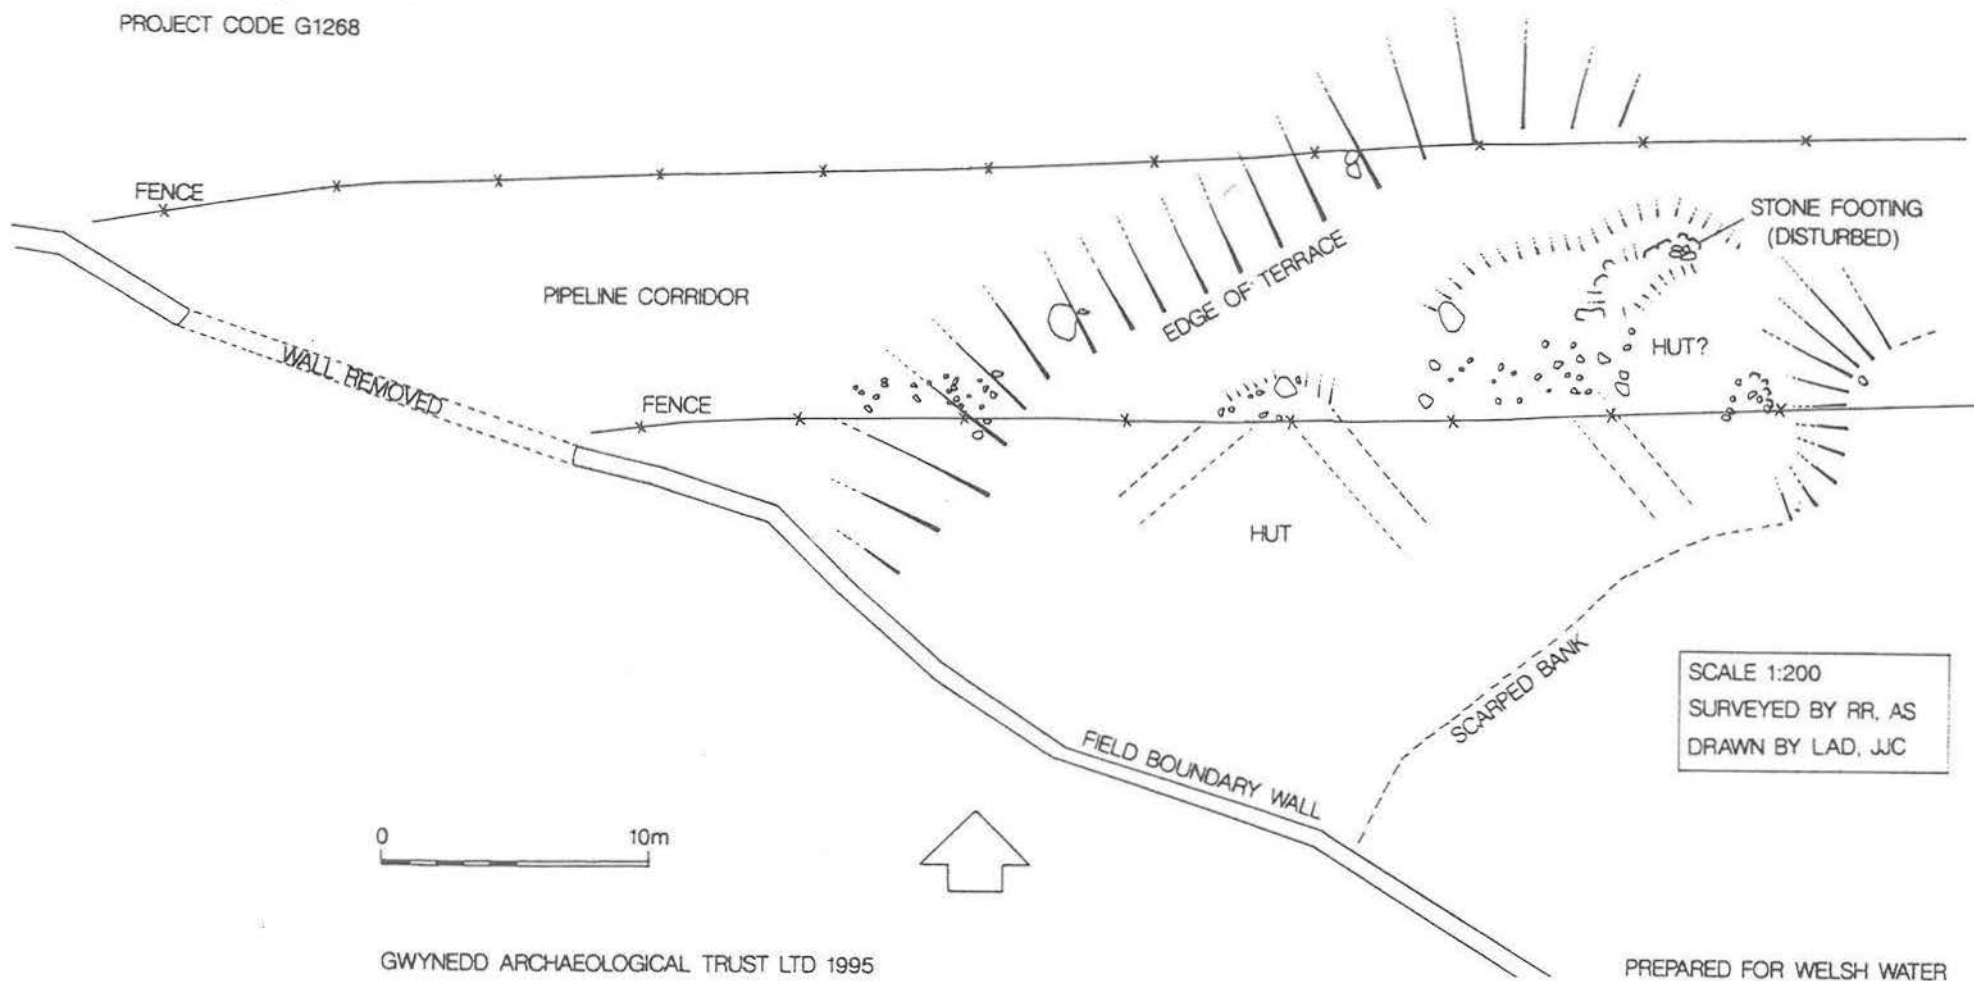 PROJECT CODE G1268
FENCE
STONE FOOTING
(DISTURBED)
PIPELINE CORRIDOR
EDGE OF TERRACE
WALL REMOVED
HUT?
FENCE
HUT
SCARPED BANK
SCALE 1:200
SURVEYED BY RR, AS
DRAWN BY LAD, JJC
FIELD BOUNDARY WALL
0 10m
GWYNEDD ARCHAEOLOGICAL TRUST LTD 1995
PREPARED FOR WELSH WATER